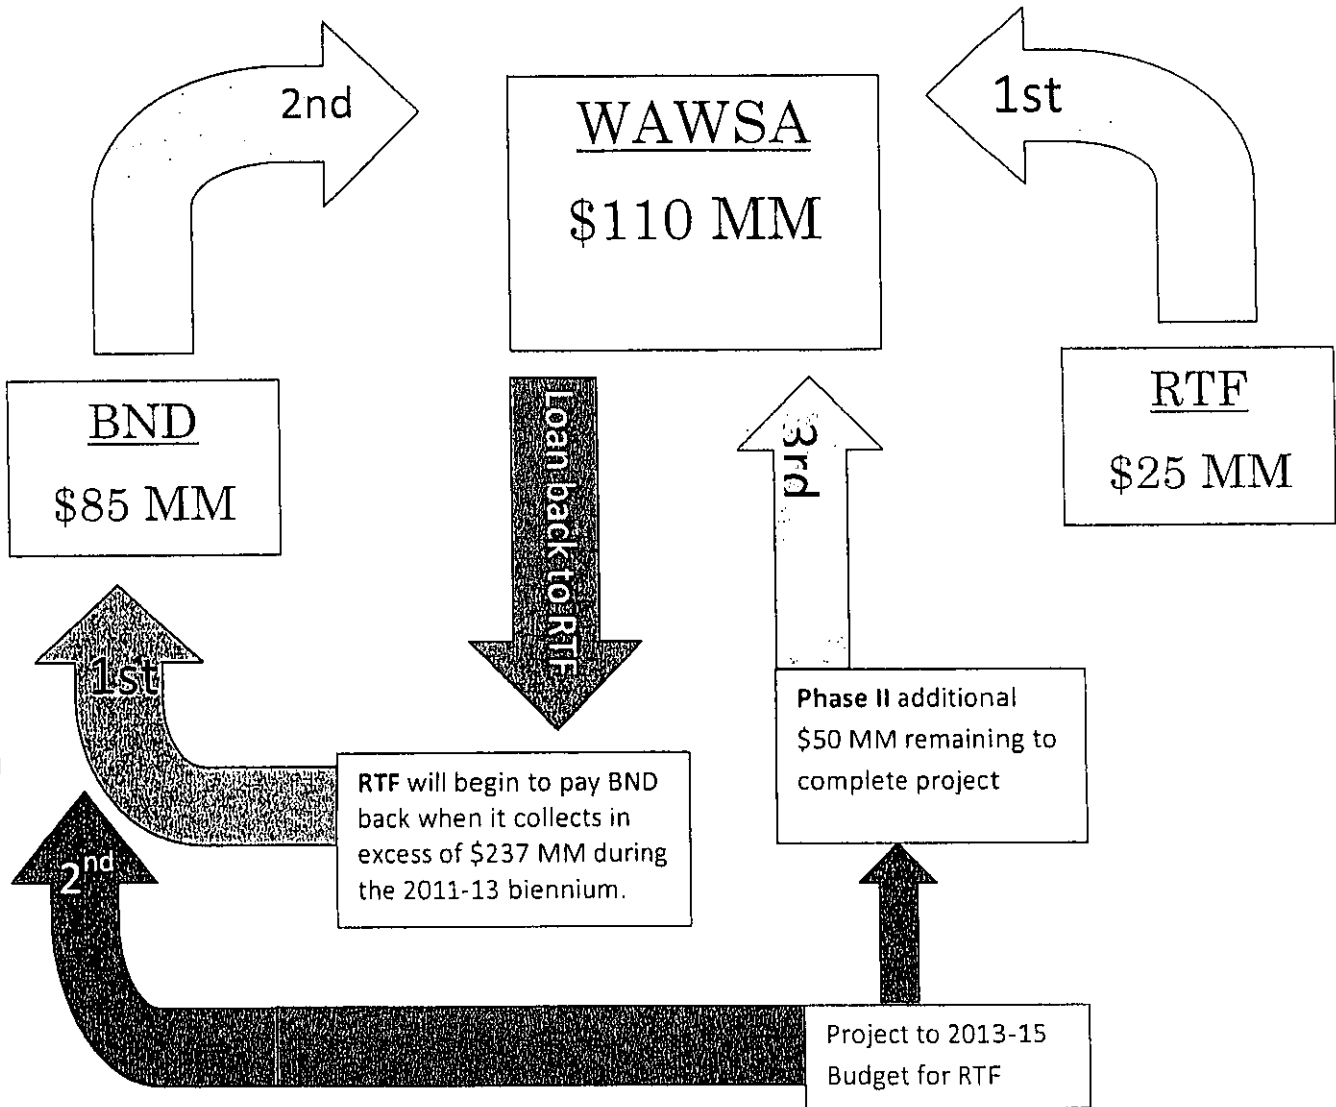 2nd
WAWSA
$110 MM
1st
BND
$85 MM
RTF
$25 MM
Loan back to RTF
3rd
1st
Phase II additional
$50 MM remaining to
complete project
RTF will begin to pay BND
back when it collects in
excess of $237 MM during
the 2011-13 biennium.
2nd
Project to 2013-15
Budget for RTF